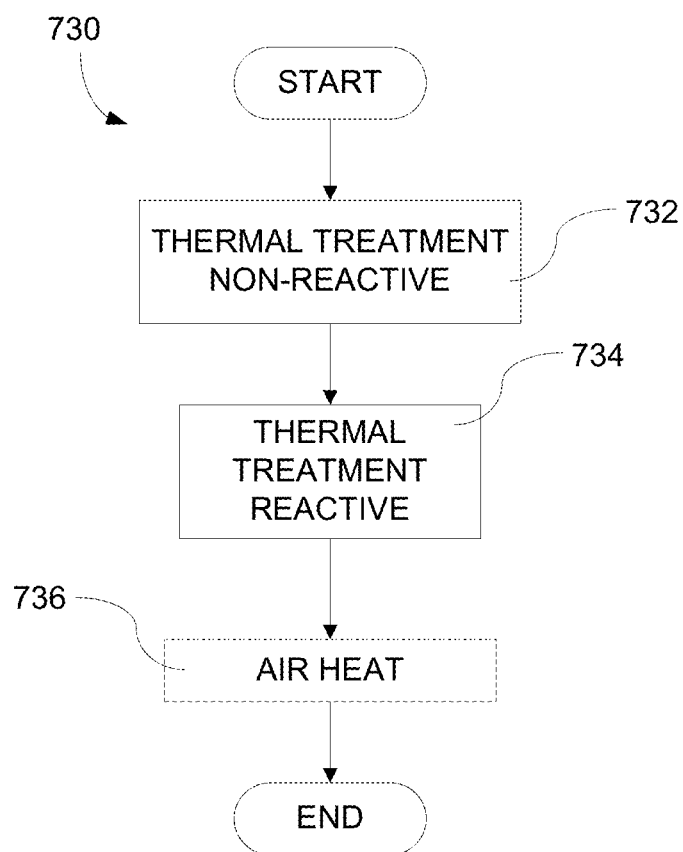 730
START
THERMAL TREATMENT
NON-REACTIVE
732
734
THERMAL
TREATMENT
REACTIVE
736
AIR HEAT
END